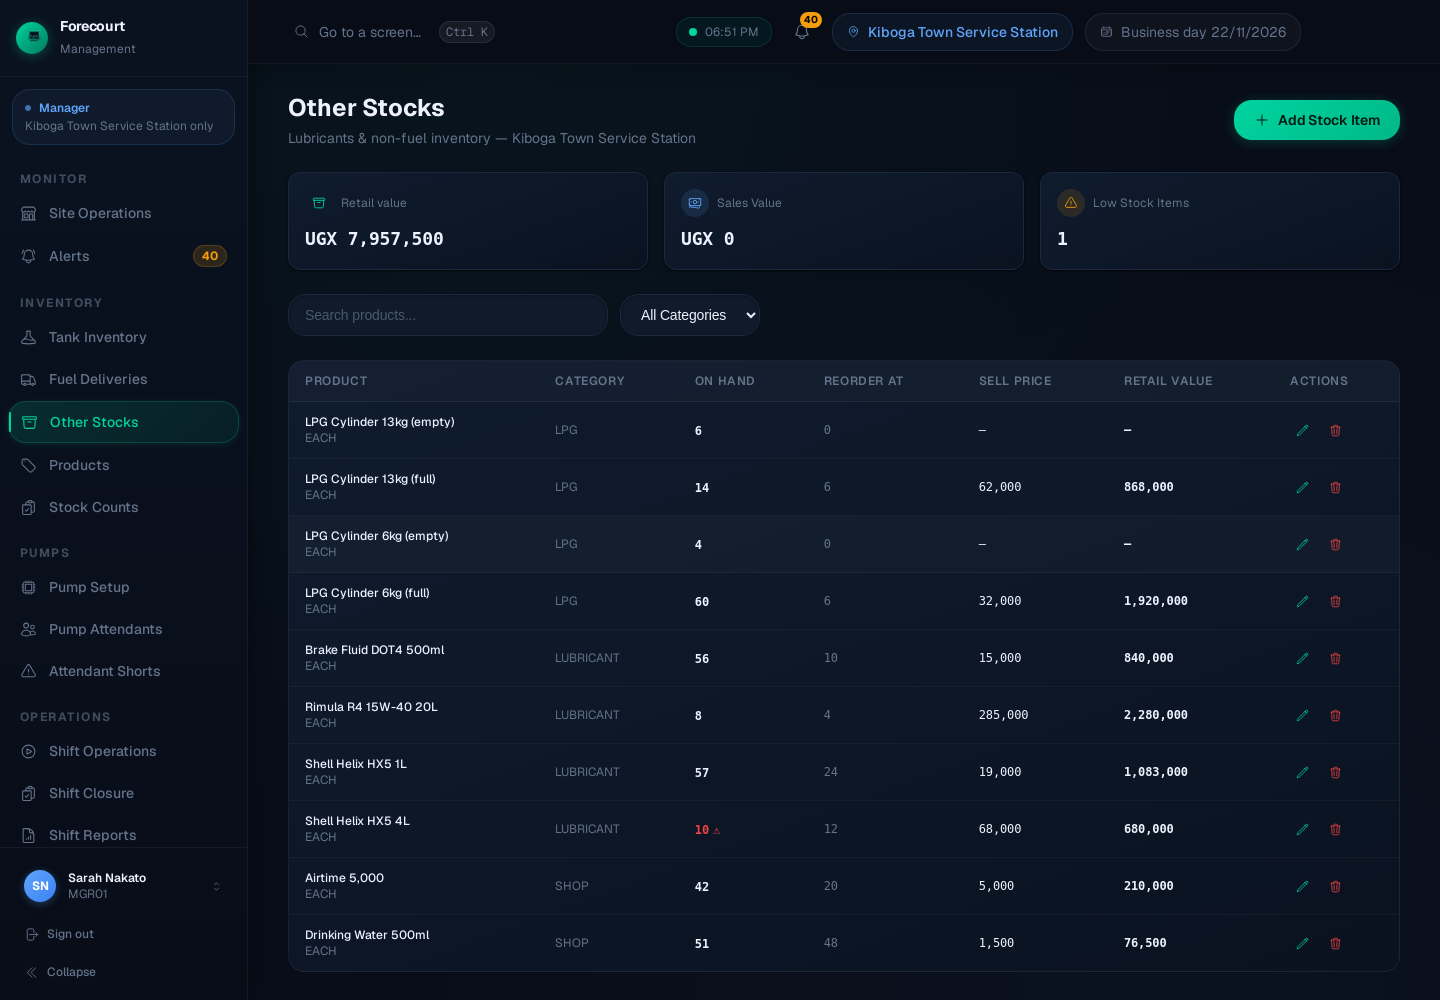 Forecourt
Management
Go to a screen...
Ctrl K
06:51 PM
40
Kiboga Town Service Station
Business day 22/11/2026
Manager
Kiboga Town Service Station only
MONITOR
Site Operations
Alerts
40
INVENTORY
Tank Inventory
Fuel Deliveries
Other Stocks
Products
Stock Counts
PUMPS
Pump Setup
Pump Attendants
Attendant Shorts
OPERATIONS
Shift Operations
Shift Closure
Shift Reports
SN
Sarah Nakato
MGR01
Sign out
Collapse
Other Stocks
Lubricants & non-fuel inventory — Kiboga Town Service Station
Add Stock Item
Retail value
UGX 7,957,500
Sales Value
UGX 0
Low Stock Items
1
Search products...
All Categories
PRODUCT CATEGORY ON HAND REORDER AT SELL PRICE RETAIL VALUE ACTIONS
LPG Cylinder 13kg (empty)
EACH
LPG 6 0 — —
LPG Cylinder 13kg (full)
EACH
LPG 14 6 62,000 868,000
LPG Cylinder 6kg (empty)
EACH
LPG 4 0 — —
LPG Cylinder 6kg (full)
EACH
LPG 60 6 32,000 1,920,000
Brake Fluid DOT4 500ml
EACH
LUBRICANT 56 10 15,000 840,000
Rimula R4 15W-40 20L
EACH
LUBRICANT 8 4 285,000 2,280,000
Shell Helix HX5 1L
EACH
LUBRICANT 57 24 19,000 1,083,000
Shell Helix HX5 4L
EACH
LUBRICANT 10 ⚠ 12 68,000 680,000
Airtime 5,000
EACH
SHOP 42 20 5,000 210,000
Drinking Water 500ml
EACH
SHOP 51 48 1,500 76,500